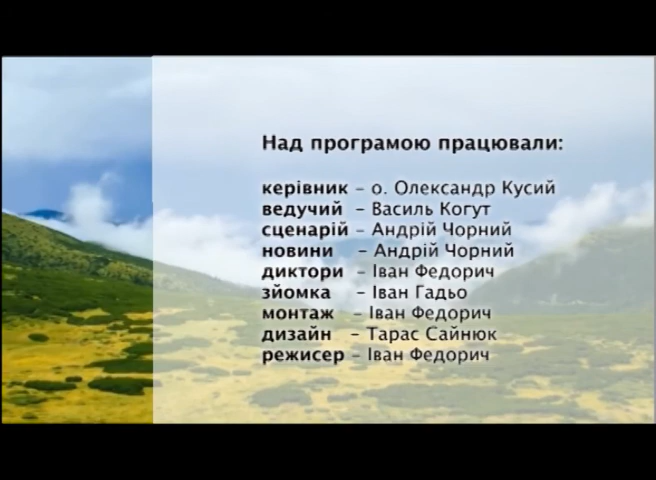 Над програмою працювали:
керівник – о. Олександр Кусий
ведучий – Василь Когут
сценарій – Андрій Чорний
новини – Андрій Чорний
диктори – Іван Федорич
зйомка – Іван Гадьо
монтаж – Іван Федорич
дизайн – Тарас Сайнюк
режисер – Іван Федорич